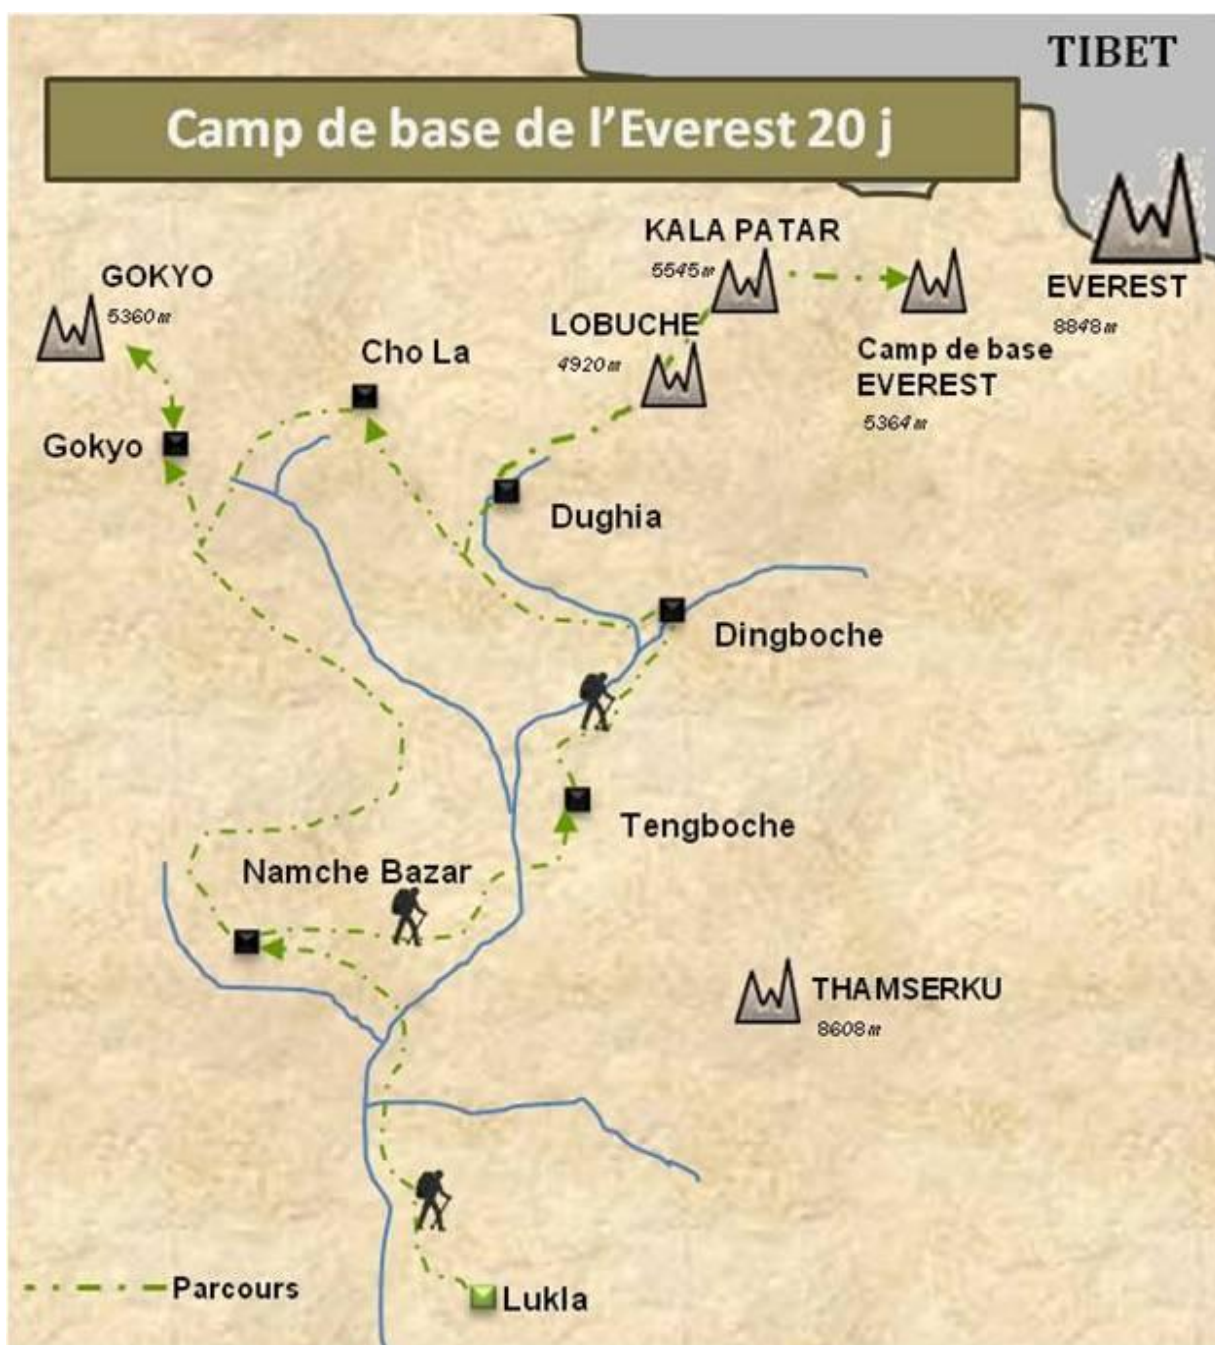 TIBET
Camp de base de l'Everest 20 j
KALA PATAR
5545 m
GOKYO
5360 m
EVEREST
8848 m
LOBUCHE
4920 m
Cho La
Camp de base
EVEREST
5364 m
Gokyo
Dughia
Dingboche
Tengboche
Namche Bazar
THAMSERKU
8608 m
Parcours
Lukla